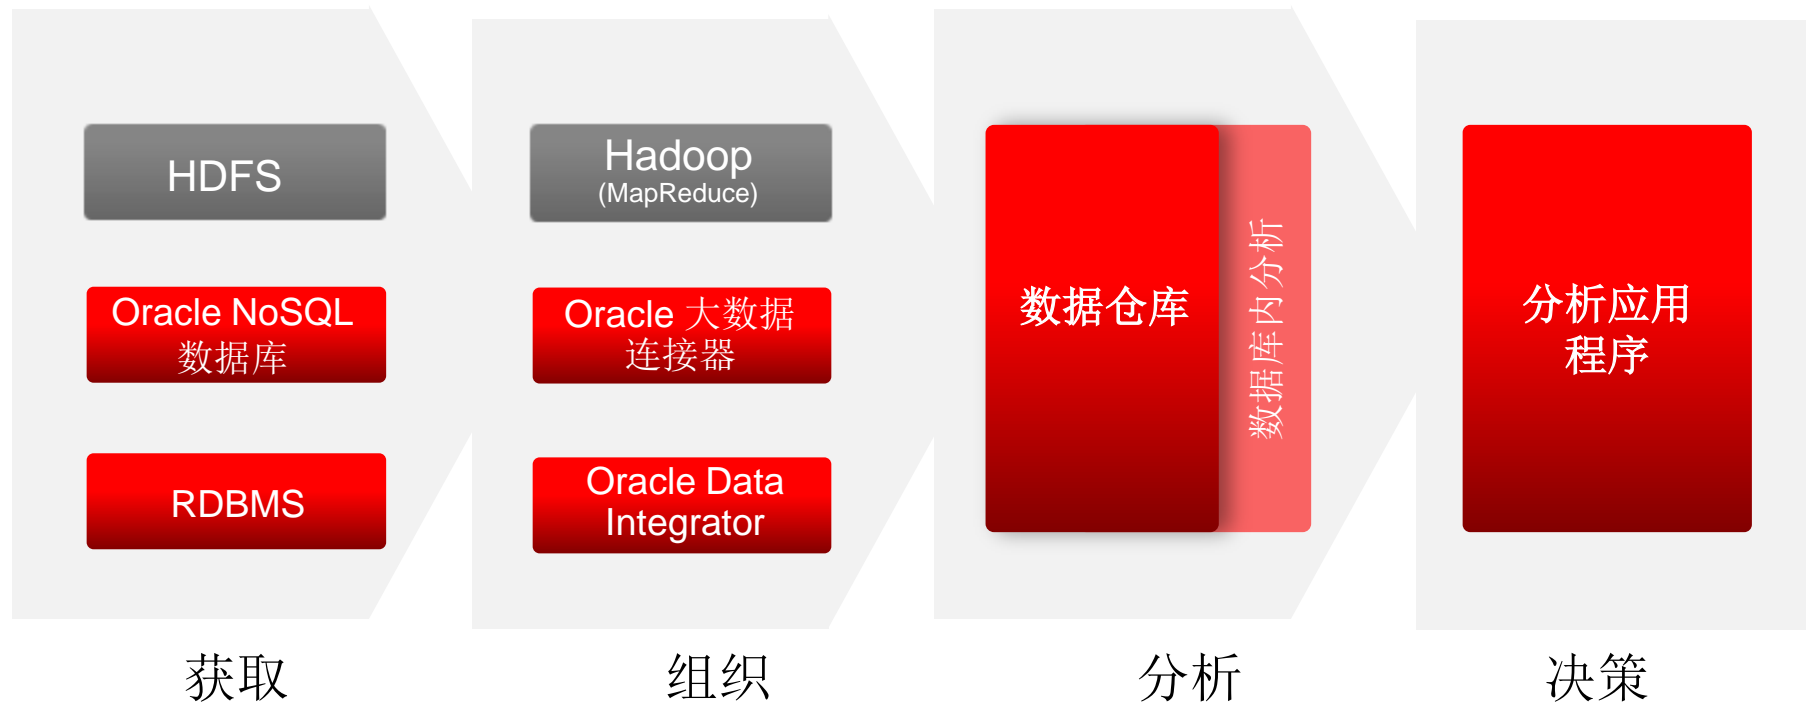 HDFS
Oracle NoSQL
数据库
RDBMS
获取
Hadoop
(MapReduce)
Oracle 大数据
连接器
Oracle Data
Integrator
组织
数据仓库
数据库内分析
分析
分析应用
程序
决策